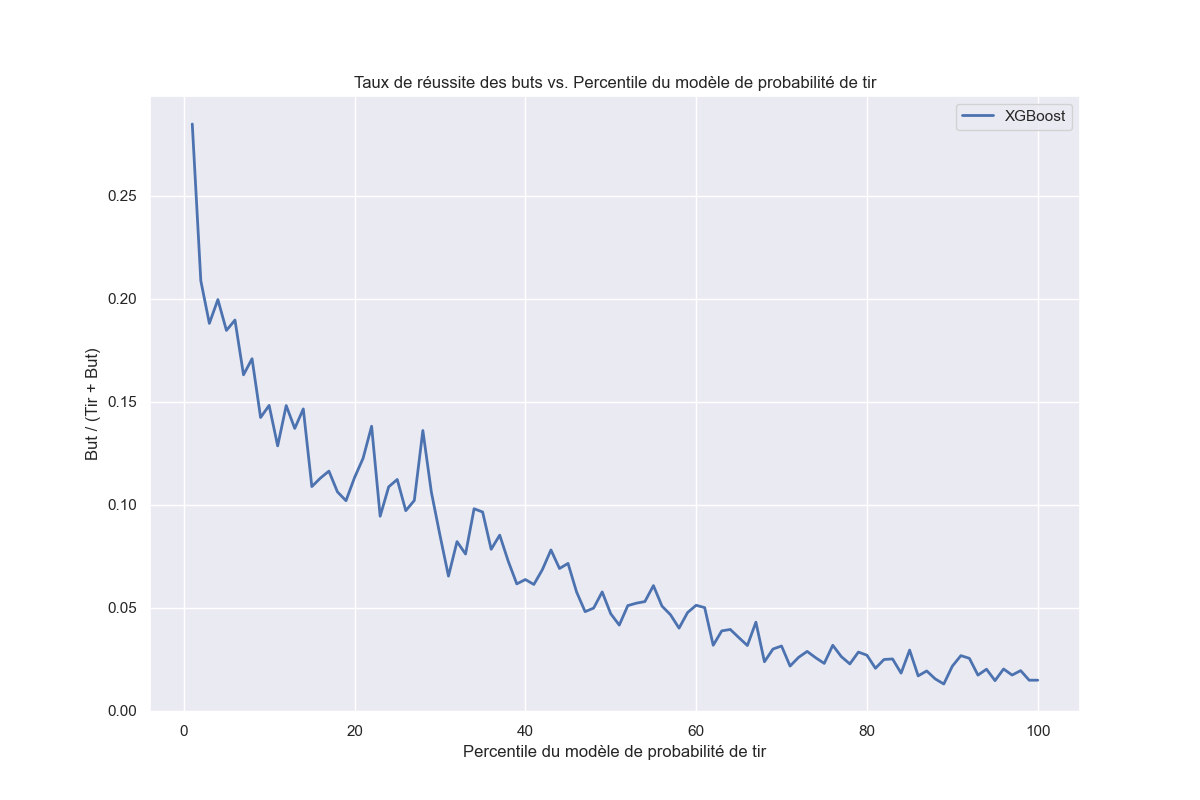 Taux de réussite des buts vs. Percentile du modèle de probabilité de tir
XGBoost
0.25
0.20
0.15
0.10
0.05
0.00
But / (Tir + But)
0 20 40 60 80 100
Percentile du modèle de probabilité de tir